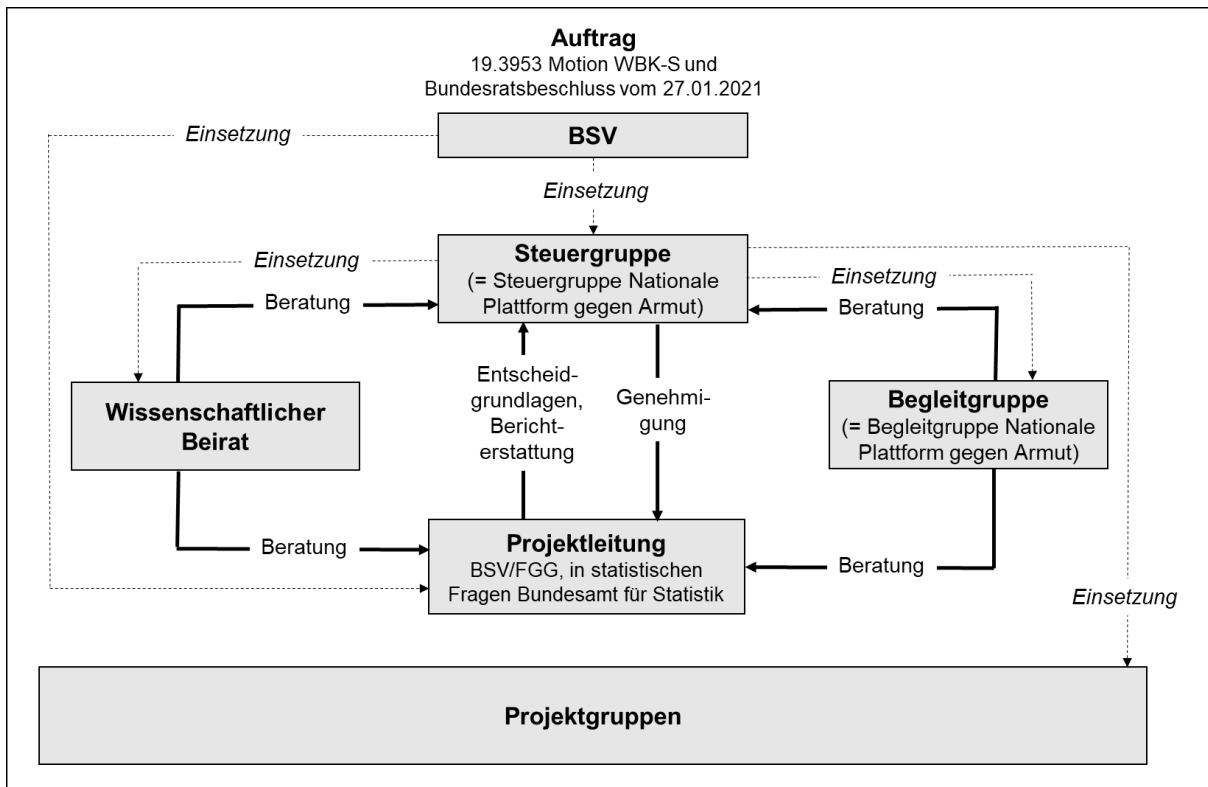 Auftrag
19.3953 Motion WBK-S und
Bundesratsbeschluss vom 27.01.2021
Einsetzung
BSV
Einsetzung
Steuergruppe
(= Steuergruppe Nationale
Plattform gegen Armut)
Einsetzung
Einsetzung
Beratung
Beratung
Entscheid-
grundlagen,
Bericht-
erstattung
Genehmi-
gung
Wissenschaftlicher
Beirat
Begleitgruppe
(= Begleitgruppe Nationale
Plattform gegen Armut)
Beratung
Projektleitung
BSV/FGG, in statistischen
Fragen Bundesamt für Statistik
Beratung
Einsetzung
Projektgruppen